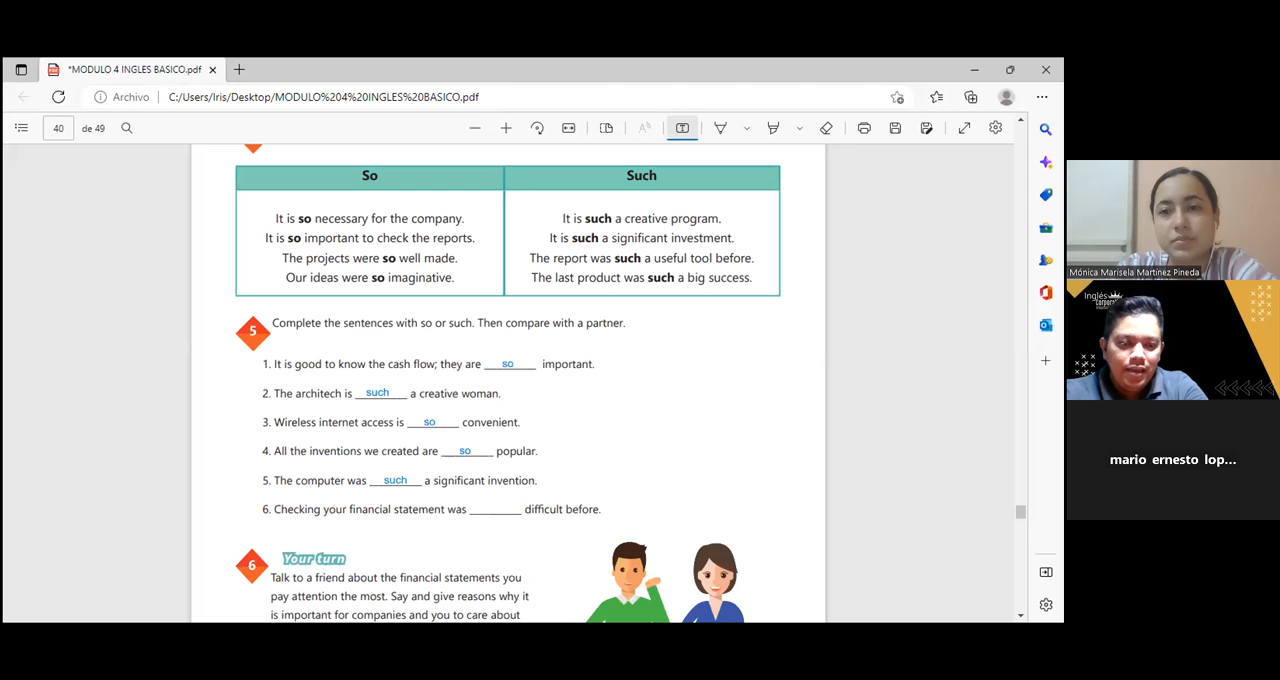 *MODULO 4 INGLES BASICO.pdf
Archivo
C:/Users/Iris/Desktop/MODULO%204%20INGLES%20BASICO.pdf
40 de 49
So
Such
It is so necessary for the company.
It is so important to check the reports.
The projects were so well made.
Our ideas were so imaginative.
It is such a creative program.
It is such a significant investment.
The report was such a useful tool before.
The last product was such a big success.
5
Complete the sentences with so or such. Then compare with a partner.
1. It is good to know the cash flow; they are so important.
2. The architech is such a creative woman.
3. Wireless internet access is so convenient.
4. All the inventions we created are so popular.
5. The computer was such a significant invention.
6. Checking your financial statement was ________ difficult before.
6
Your turn
Talk to a friend about the financial statements you
pay attention the most. Say and give reasons why it
is important for companies and you to care about
Mónica Marisela Martínez Pineda
Inglés
Corporativo
mario ernesto lop...